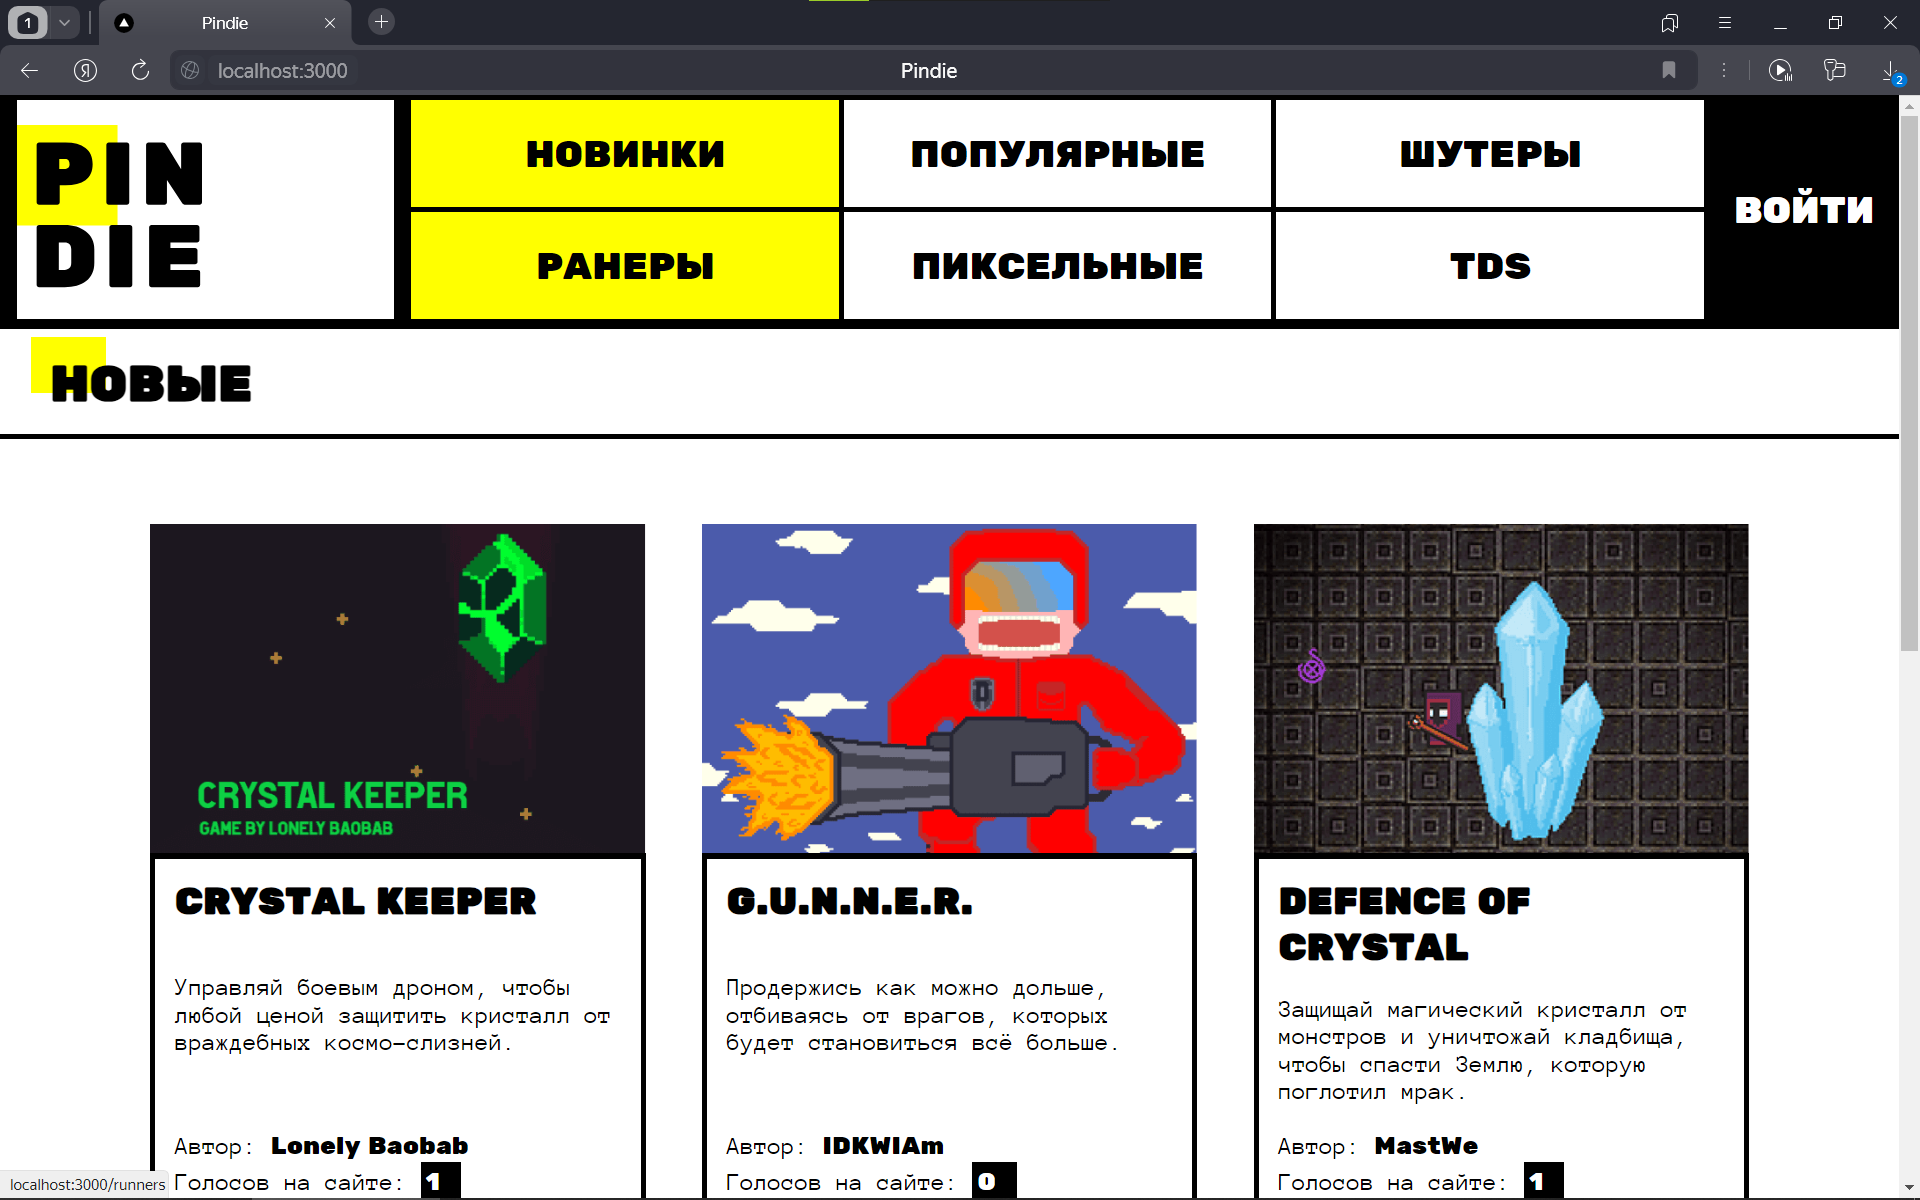 1
Pindie
localhost:3000
Pindie
2
PIN
DIE
НОВИНКИ
ПОПУЛЯРНЫЕ
ШУТЕРЫ
ВОЙТИ
РАНЕРЫ
ПИКСЕЛЬНЫЕ
TDS
НОВЫЕ
CRYSTAL KEEPER
GAME BY LONELY BAOBAB
CRYSTAL KEEPER
Управляй боевым дроном, чтобы
любой ценой защитить кристалл от
враждебных космо-слизней.
Автор: Lonely Baobab
Голосов на сайте: 1
G.U.N.N.E.R.
Продержись как можно дольше,
отбиваясь от врагов, которых
будет становиться всё больше.
Автор: IDKWIAm
Голосов на сайте: 0
DEFENCE OF
CRYSTAL
Защищай магический кристалл от
монстров и уничтожай кладбища,
чтобы спасти Землю, которую
поглотил мрак.
Автор: MastWe
Голосов на сайте: 1
localhost:3000/runners